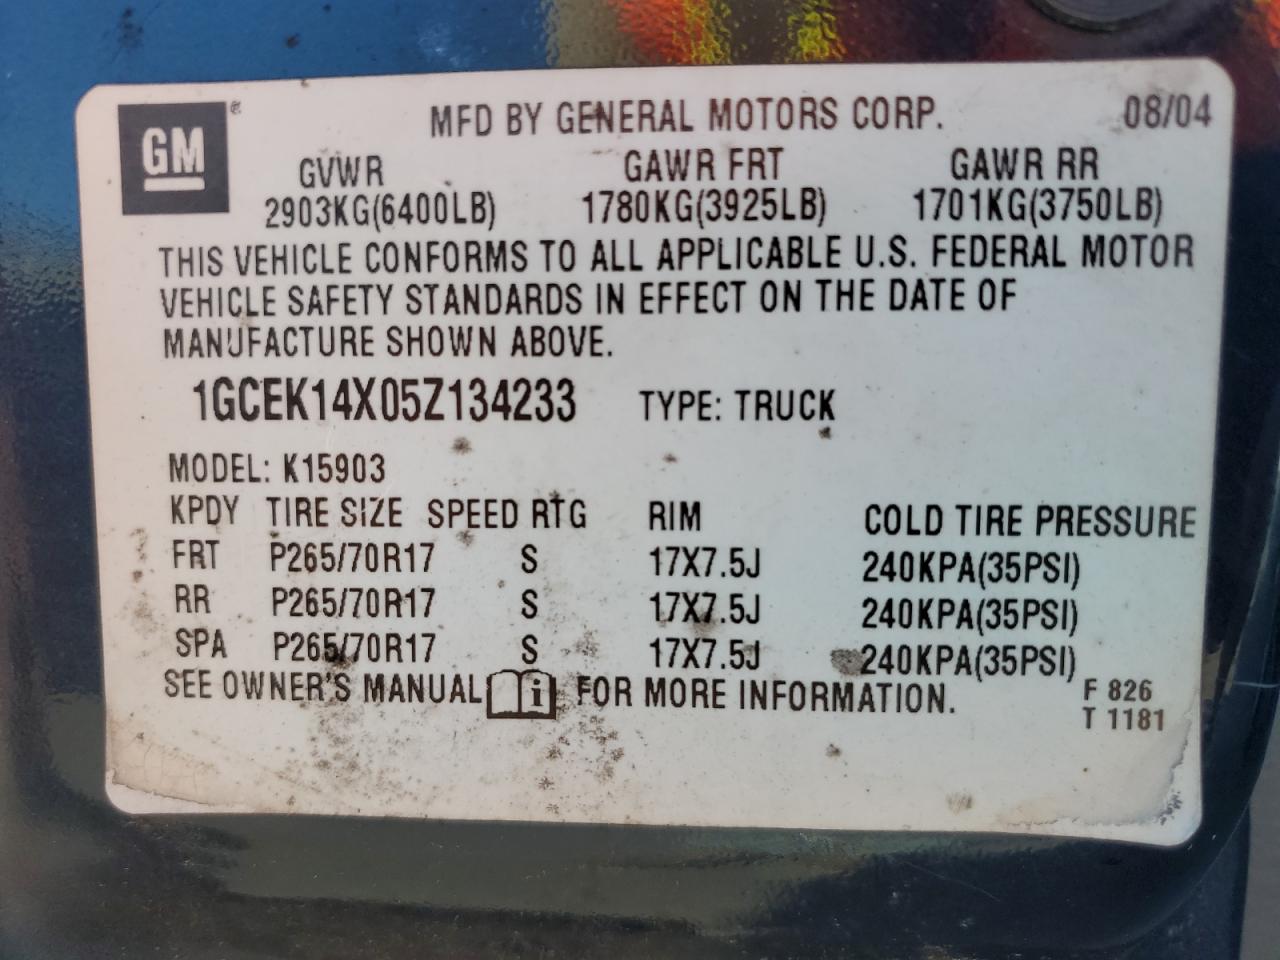 GM ® MFD BY GENERAL MOTORS CORP. 08/04
GVWR GAWR FRT GAWR RR
2903KG(6400LB) 1780KG(3925LB) 1701KG(3750LB)
THIS VEHICLE CONFORMS TO ALL APPLICABLE U.S. FEDERAL MOTOR
VEHICLE SAFETY STANDARDS IN EFFECT ON THE DATE OF
MANUFACTURE SHOWN ABOVE.
1GCEK14X05Z134233 TYPE: TRUCK
MODEL: K15903
KPDY TIRE SIZE SPEED RTG RIM COLD TIRE PRESSURE
FRT P265/70R17 S 17X7.5J 240KPA(35PSI)
RR P265/70R17 S 17X7.5J 240KPA(35PSI)
SPA P265/70R17 S 17X7.5J 240KPA(35PSI)
SEE OWNER'S MANUAL i FOR MORE INFORMATION. F 826
T 1181